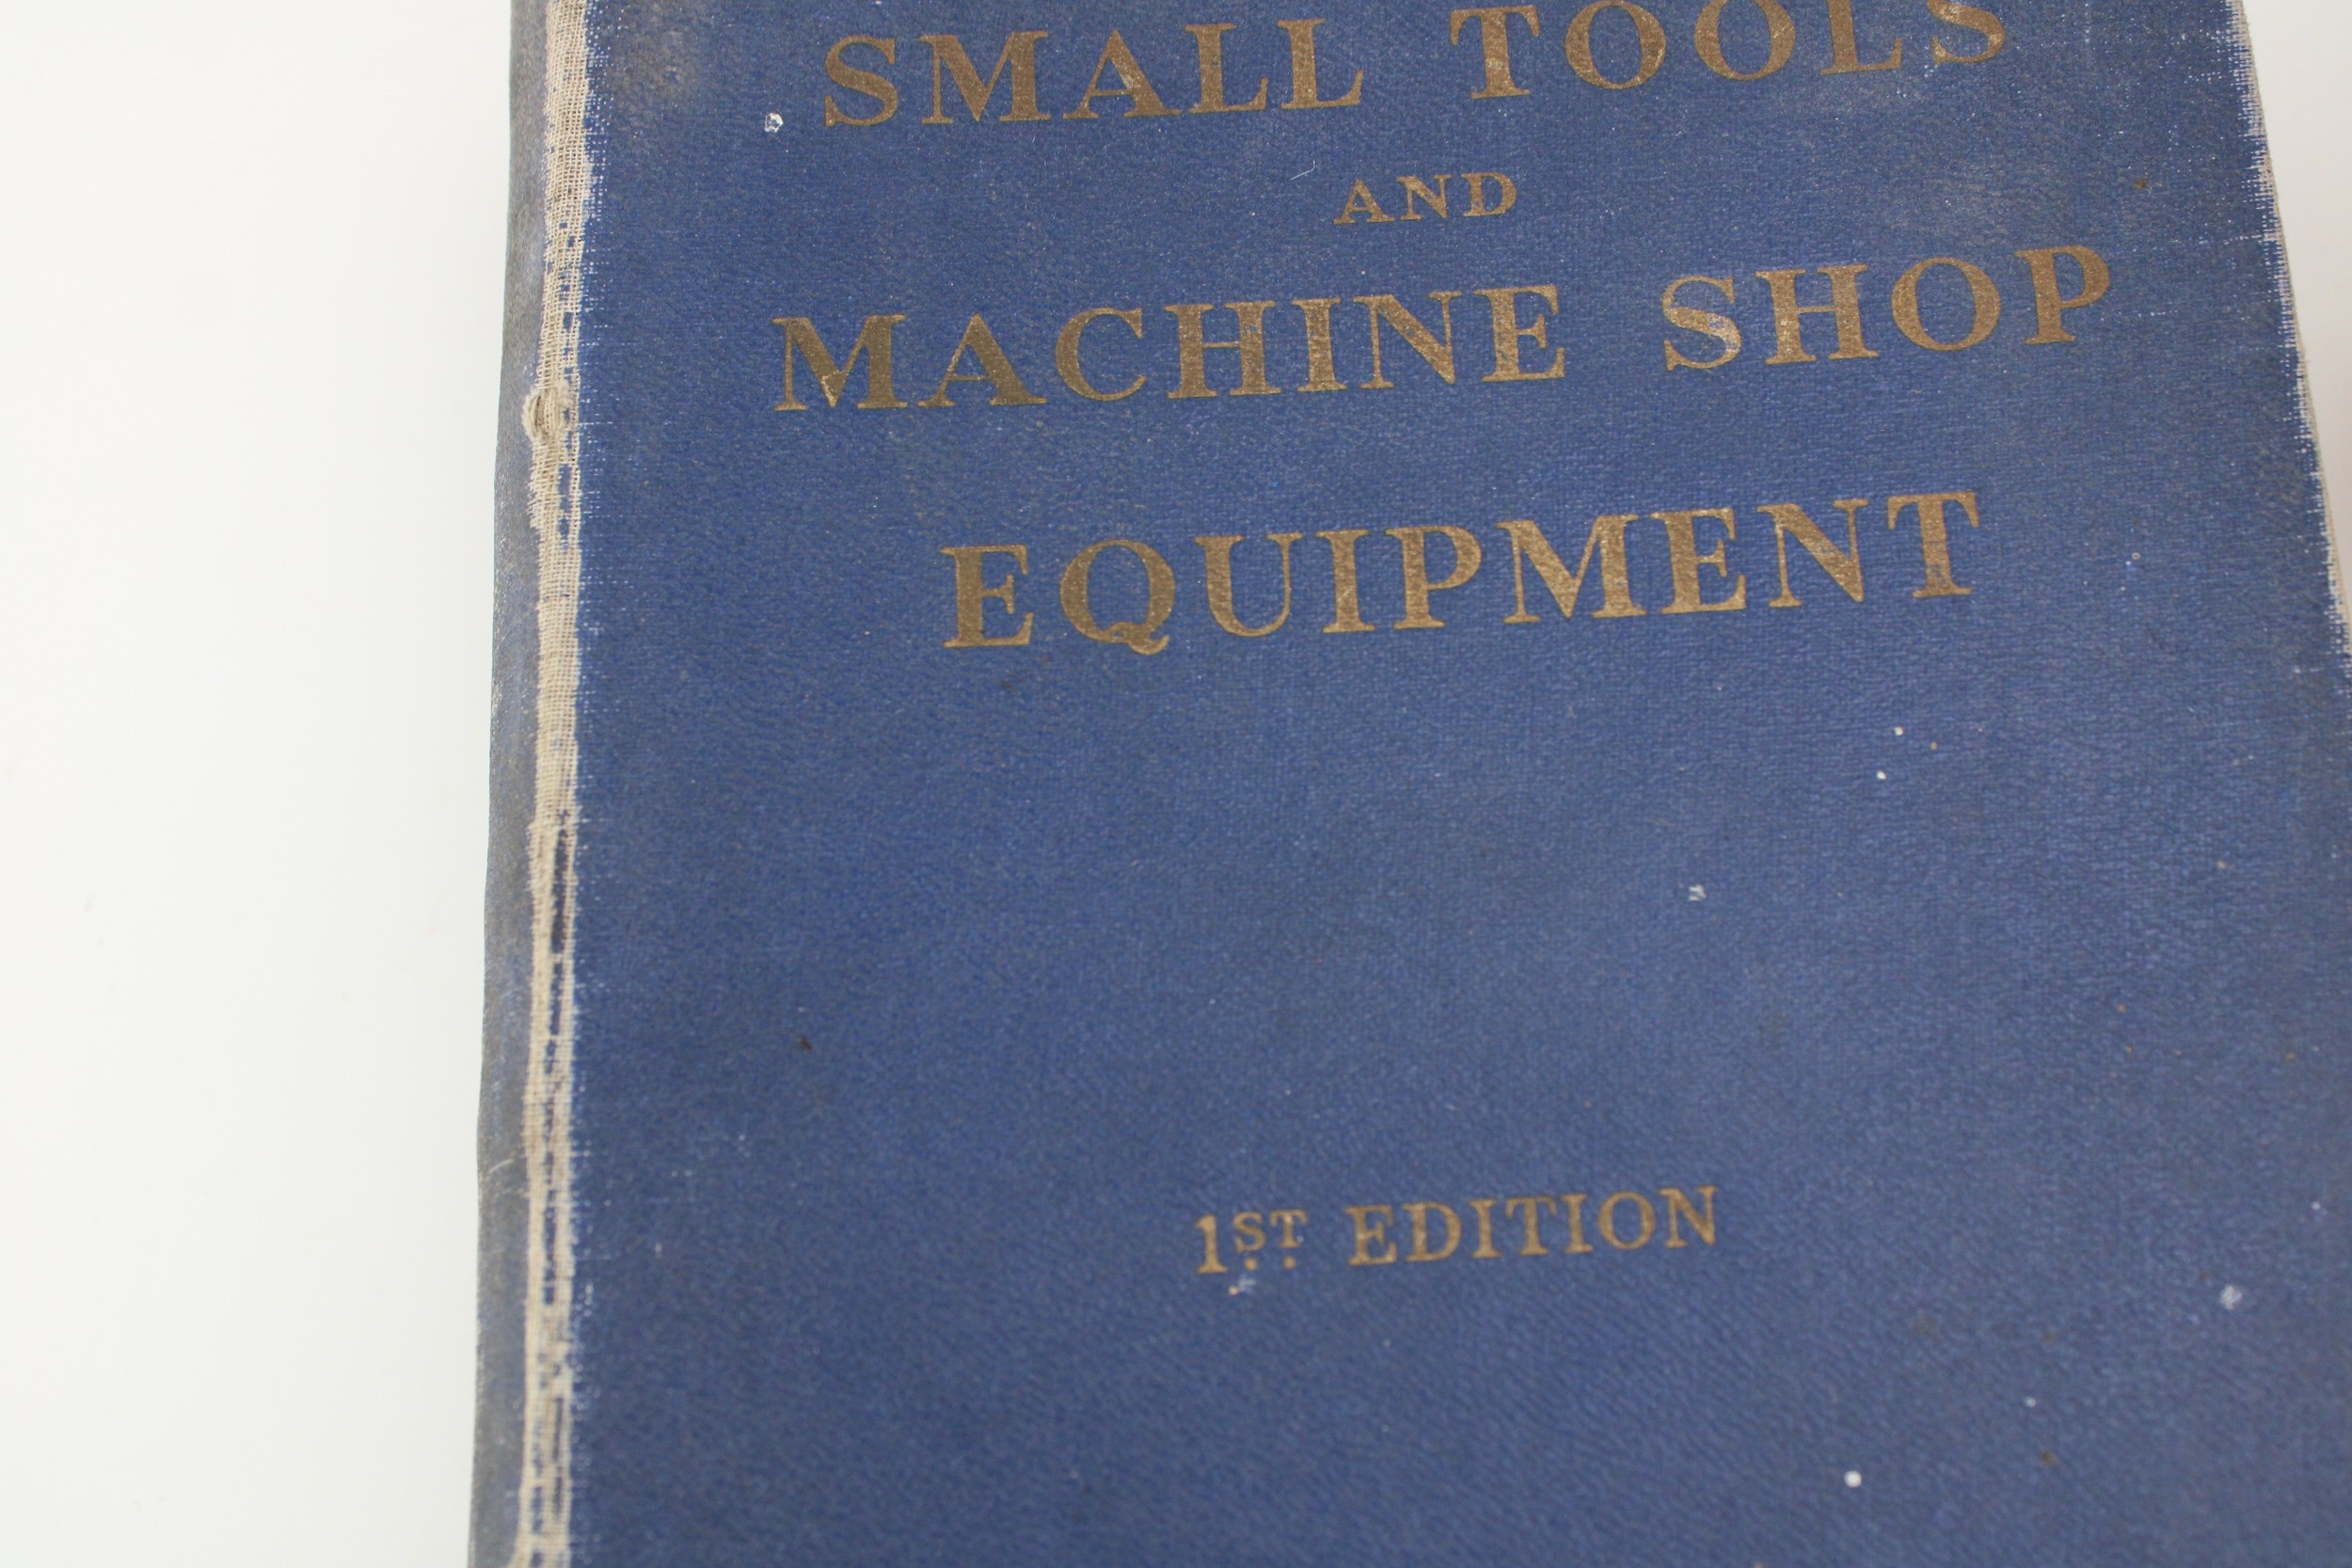 SMALL TOOLS
AND
MACHINE SHOP
EQUIPMENT
1ST EDITION